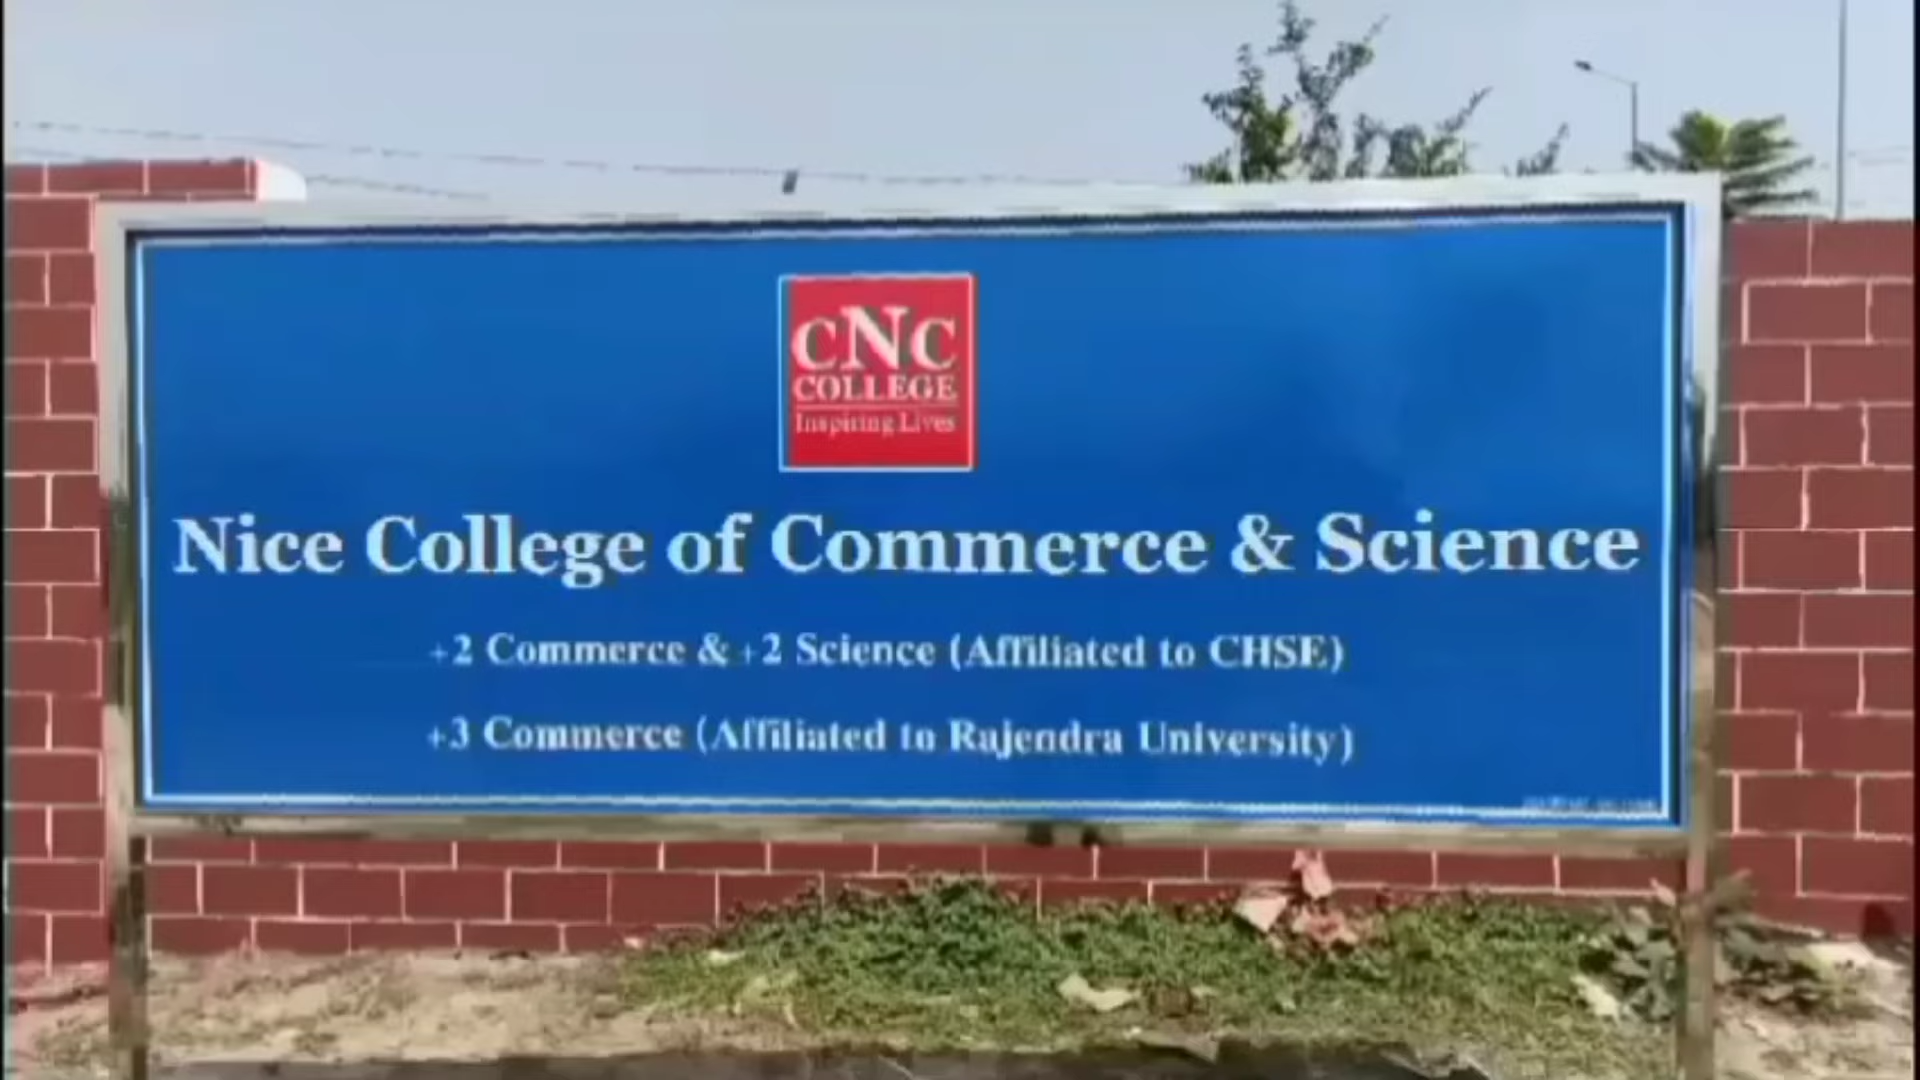 CNC
COLLEGE
Inspiring Lives
Nice College of Commerce & Science
+2 Commerce & +2 Science (Affiliated to CHSE)
+3 Commerce (Affiliated to Rajendra University)